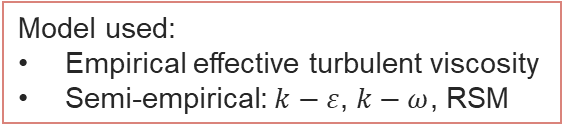 Model used:
• Empirical effective turbulent viscosity
• Semi-empirical: 𝑘 − 𝜀, 𝑘 − 𝜔, RSM